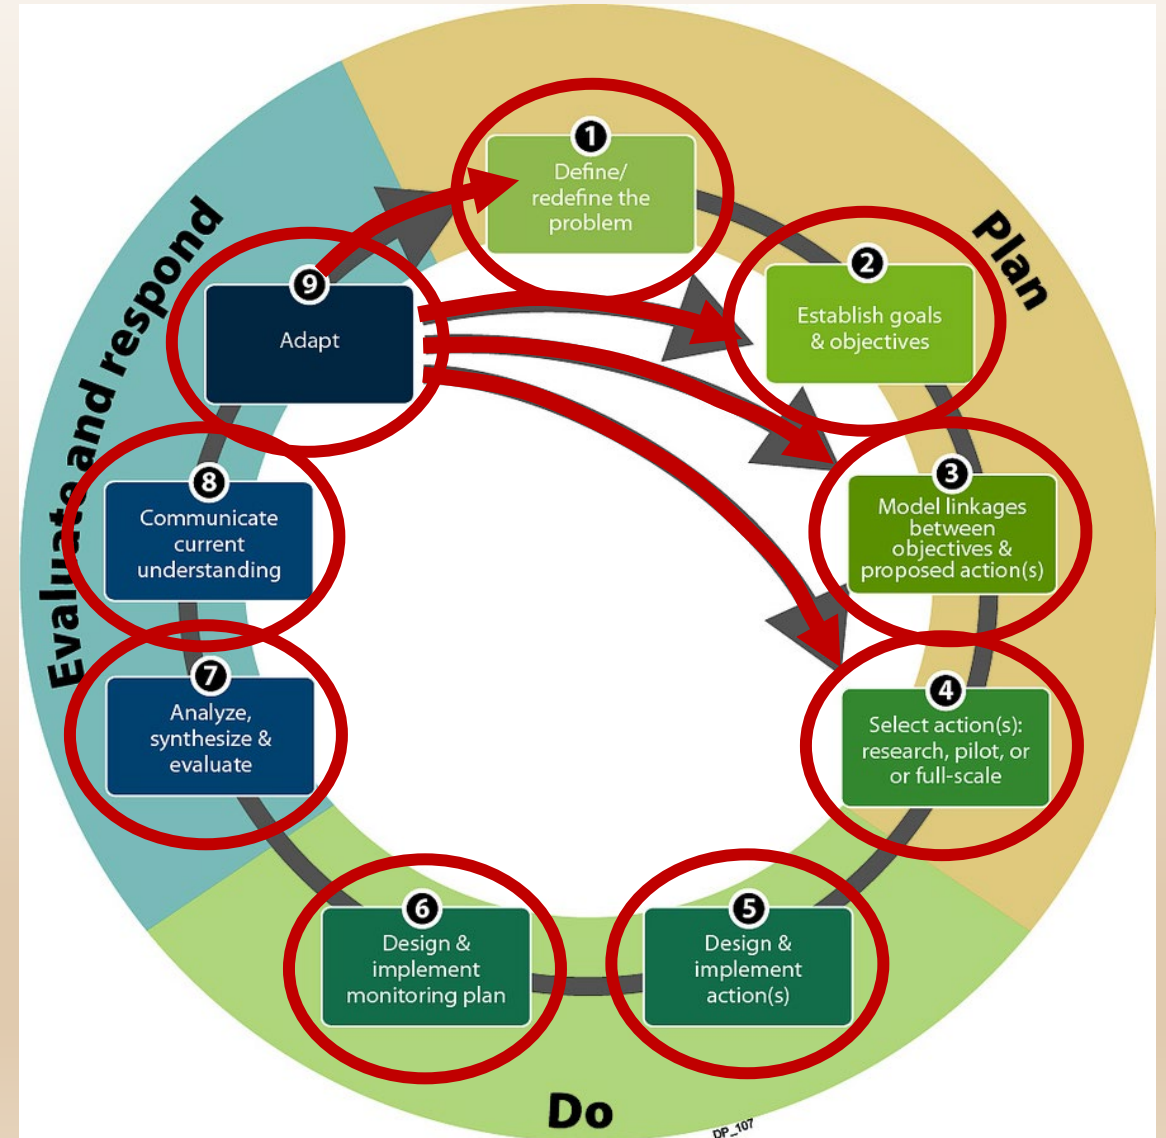 Plan
1
Define/
redefine the
problem
2
Establish goals
& objectives
3
Model linkages
between
objectives &
proposed action(s)
4
Select action(s):
research, pilot, or
or full-scale
Do
5
Design &
implement
action(s)
6
Design &
implement
monitoring plan
Evaluate and respond
7
Analyze,
synthesize &
evaluate
8
Communicate
current
understanding
9
Adapt
DP_107